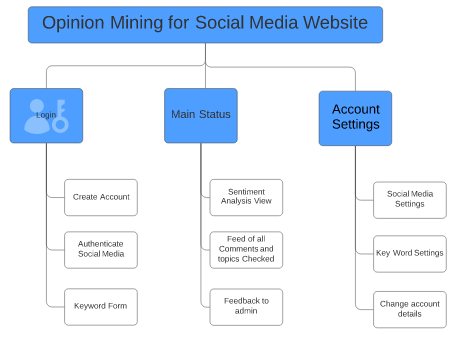 Opinion Mining for Social Media Website
Login
Main Status
Account
Settings
Create Account
Authenticate
Social Media
Keyword Form
Sentiment
Analysis View
Feed of all
Comments and
topics Checked
Feedback to
admin
Social Media
Settings
Key Word Settings
Change account
details